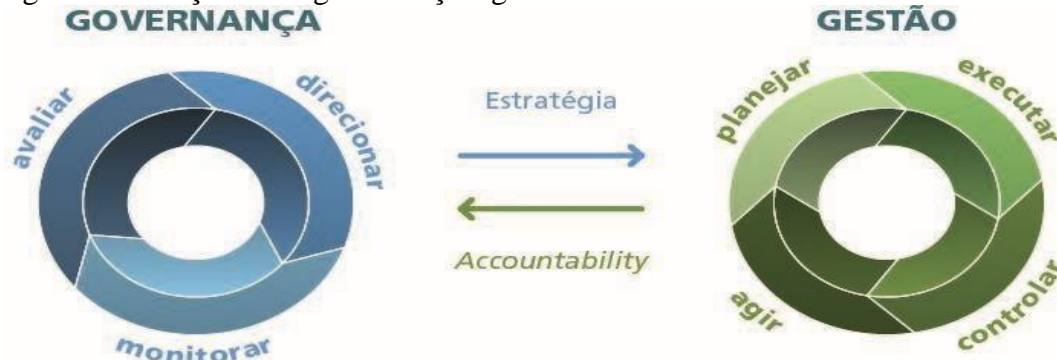 GOVERNANÇA
GESTÃO
avaliar
direcionar
monitorar
Estratégia
Accountability
planejar
executar
agir
controlar